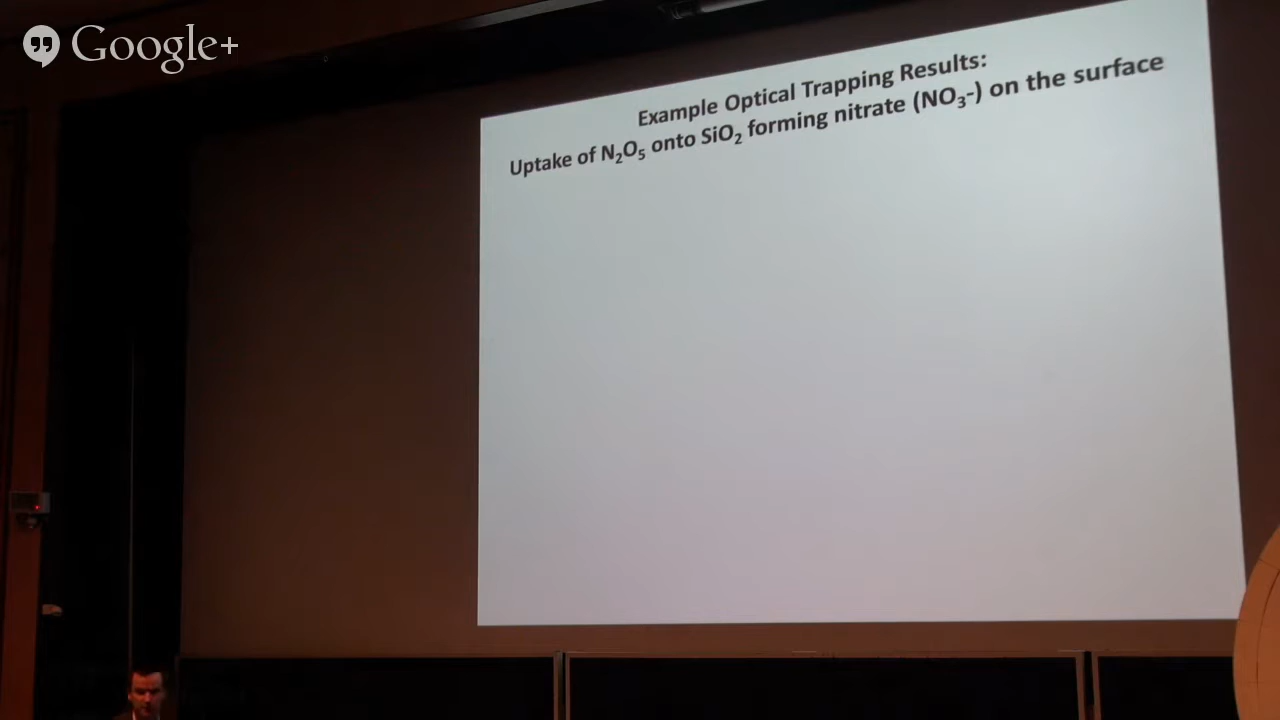 Google+
Example Optical Trapping Results:
Uptake of N₂O₅ onto SiO₂ forming nitrate (NO₃-) on the surface